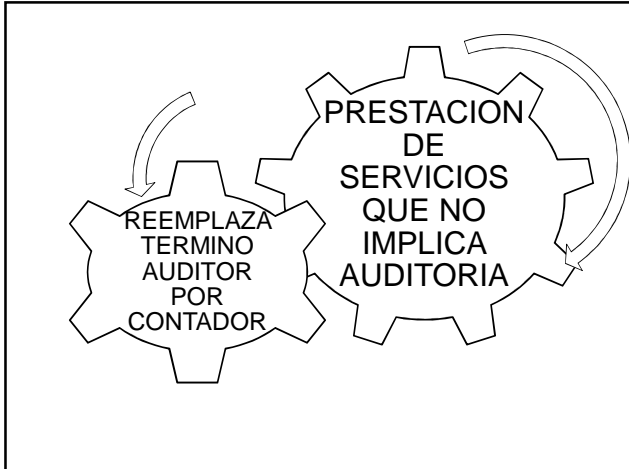 PRESTACION
DE
SERVICIOS
QUE NO
IMPLICA
AUDITORIA
REEMPLAZA
TERMINO
AUDITOR
POR
CONTADOR